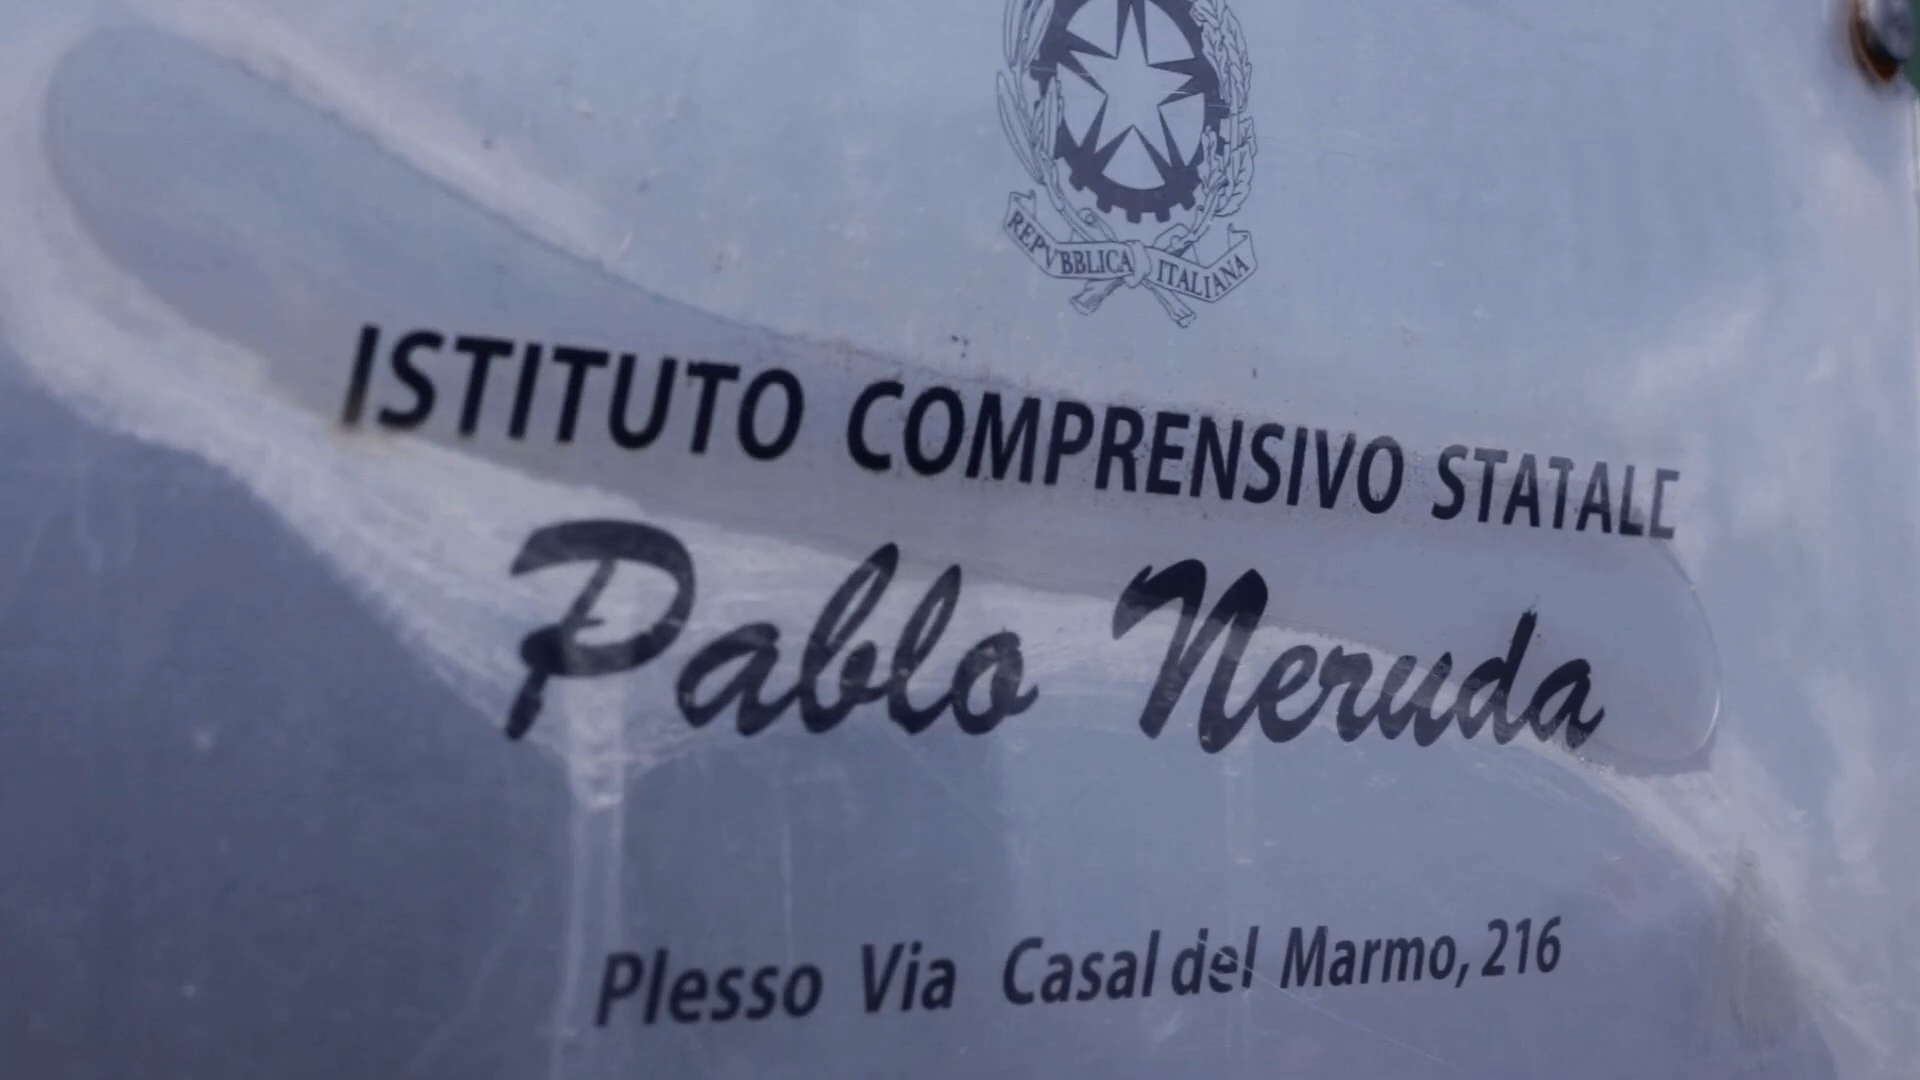 REPVBBLICA ITALIANA
ISTITUTO COMPRENSIVO STATALE
Pablo Neruda
Plesso Via Casal del Marmo, 216